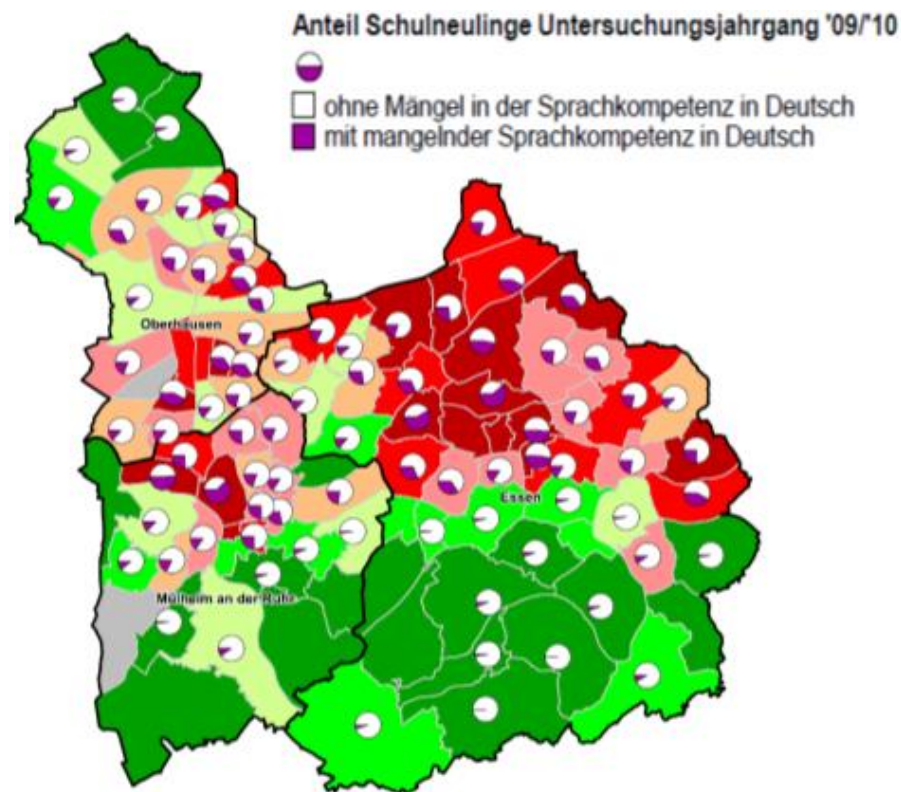 Anteil Schulneulinge Untersuchungsjahrgang '09/'10
ohne Mängel in der Sprachkompetenz in Deutsch
mit mangelnder Sprachkompetenz in Deutsch
Oberhausen
Essen
Mülheim an der Ruhr